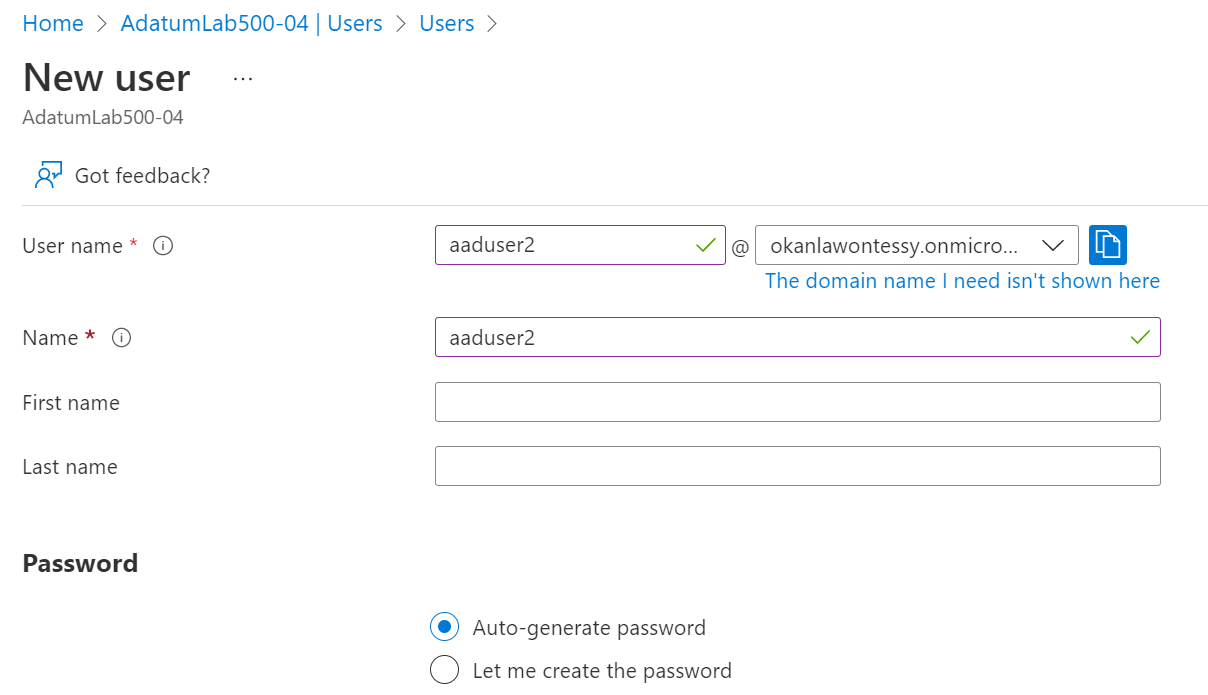 Home > AdatumLab500-04 | Users > Users >
New user ...
AdatumLab500-04
Got feedback?
User name * aaduser2 @ okanlawontessy.onmicro...
The domain name I need isn't shown here
Name * aaduser2
First name
Last name
Password
Auto-generate password
Let me create the password